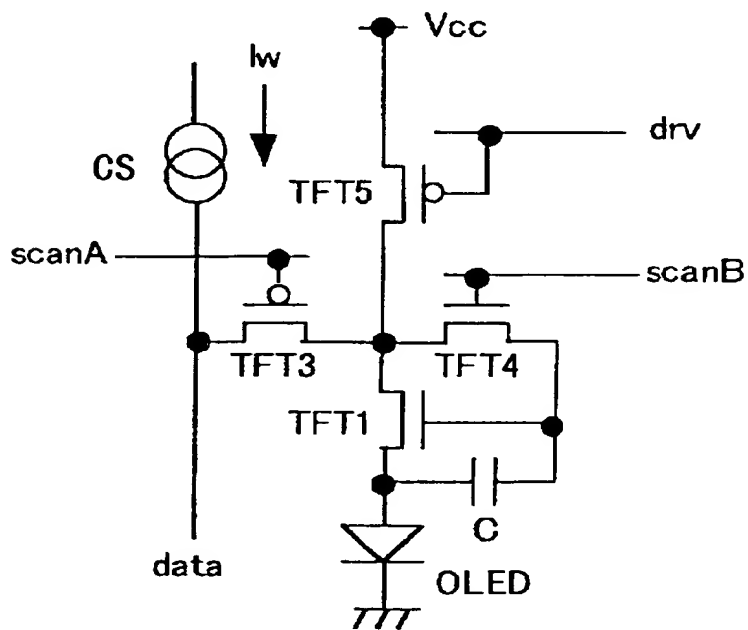 Vcc
Iw
drv
CS
TFT5
scanA
scanB
TFT3
TFT4
TFT1
C
data
OLED